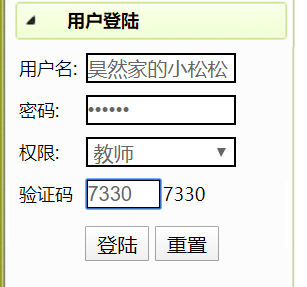 用户登陆
用户名: 昊然家的小松松
密码: ••••••
权限: 教师
验证码 7330 7330
登陆 重置